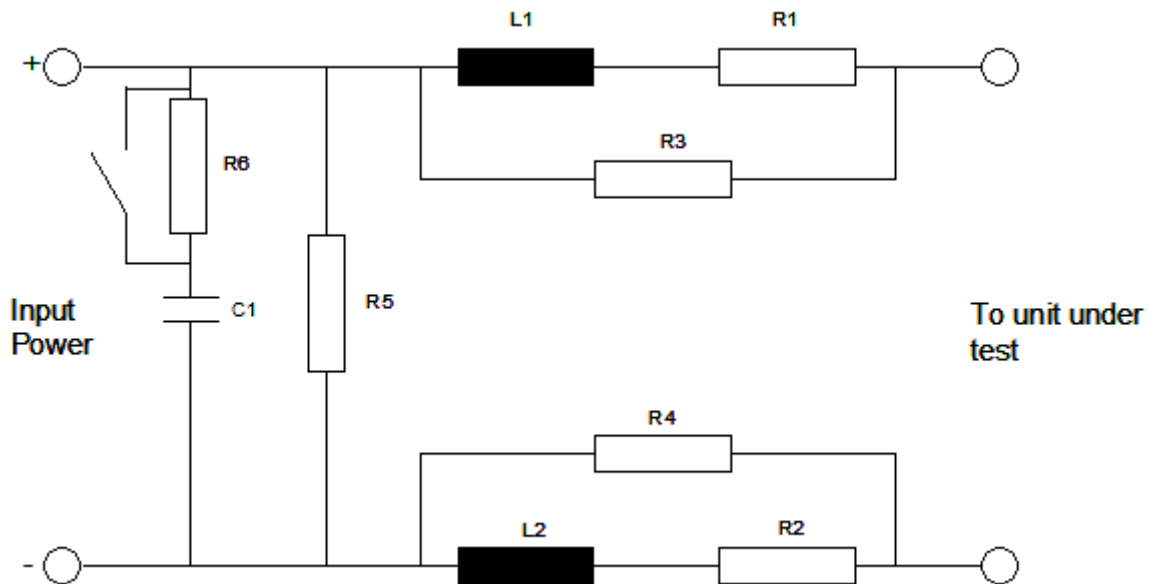 L1
R1
+
R3
R6
C1
R5
Input
Power
To unit under
test
R4
L2
R2
-